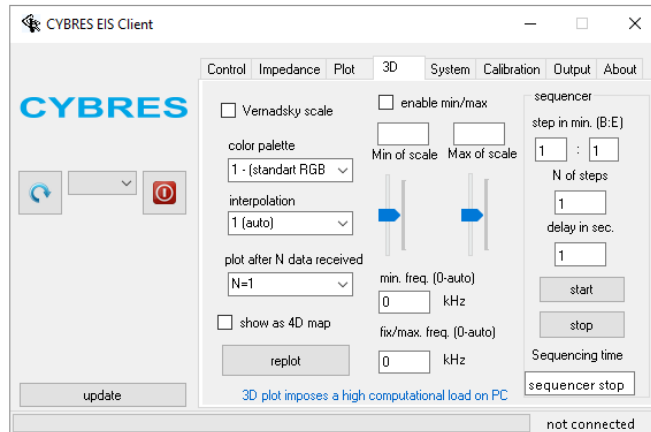 CYBRES EIS Client
Control Impedance Plot 3D System Calibration Output About
CYBRES
update
Vernadsky scale
color palette
1 - (standart RGB
interpolation
1 (auto)
plot after N data received
N=1
show as 4D map
replot
enable min/max
Min of scale Max of scale
min. freq. (0-auto)
0 kHz
fix/max. freq. (0-auto)
0 kHz
3D plot imposes a high computational load on PC
sequencer
step in min. (B:E)
1 : 1
N of steps
1
delay in sec.
1
start
stop
Sequencing time
sequencer stop
not connected